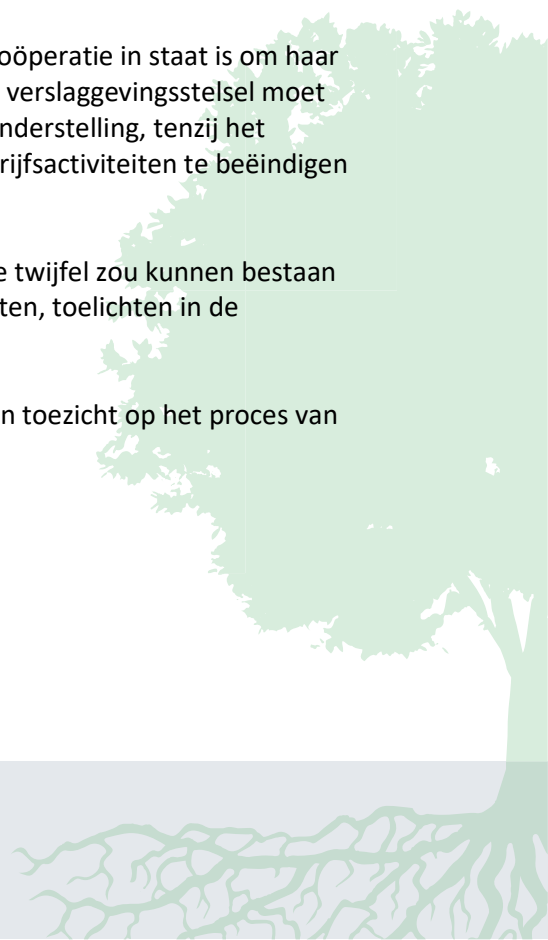 oöperatie in staat is om haar
verslaggevingsstelsel moet
nderstelling, tenzij het
rijfsactiviteiten te beëindigen
e twijfel zou kunnen bestaan
ten, toelichten in de
n toezicht op het proces van